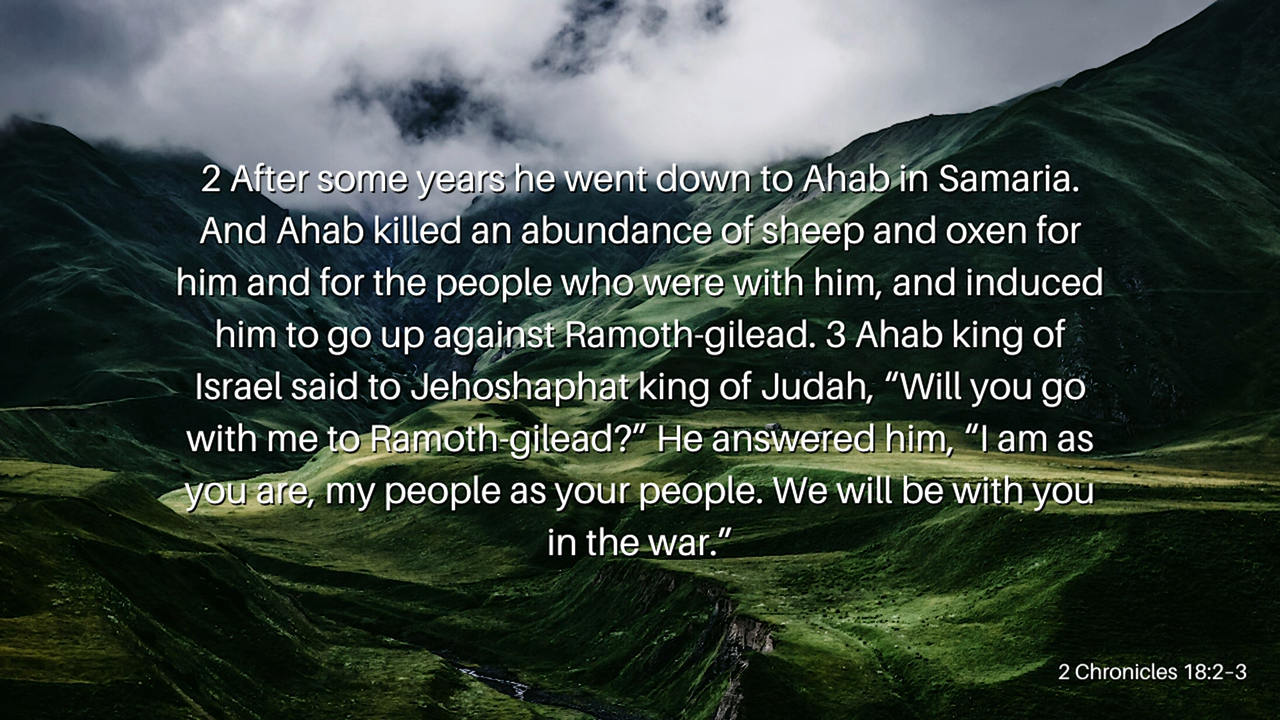 2 After some years he went down to Ahab in Samaria.
And Ahab killed an abundance of sheep and oxen for
him and for the people who were with him, and induced
him to go up against Ramoth-gilead. 3 Ahab king of
Israel said to Jehoshaphat king of Judah, “Will you go
with me to Ramoth-gilead?” He answered him, “I am as
you are, my people as your people. We will be with you
in the war.”
2 Chronicles 18:2–3